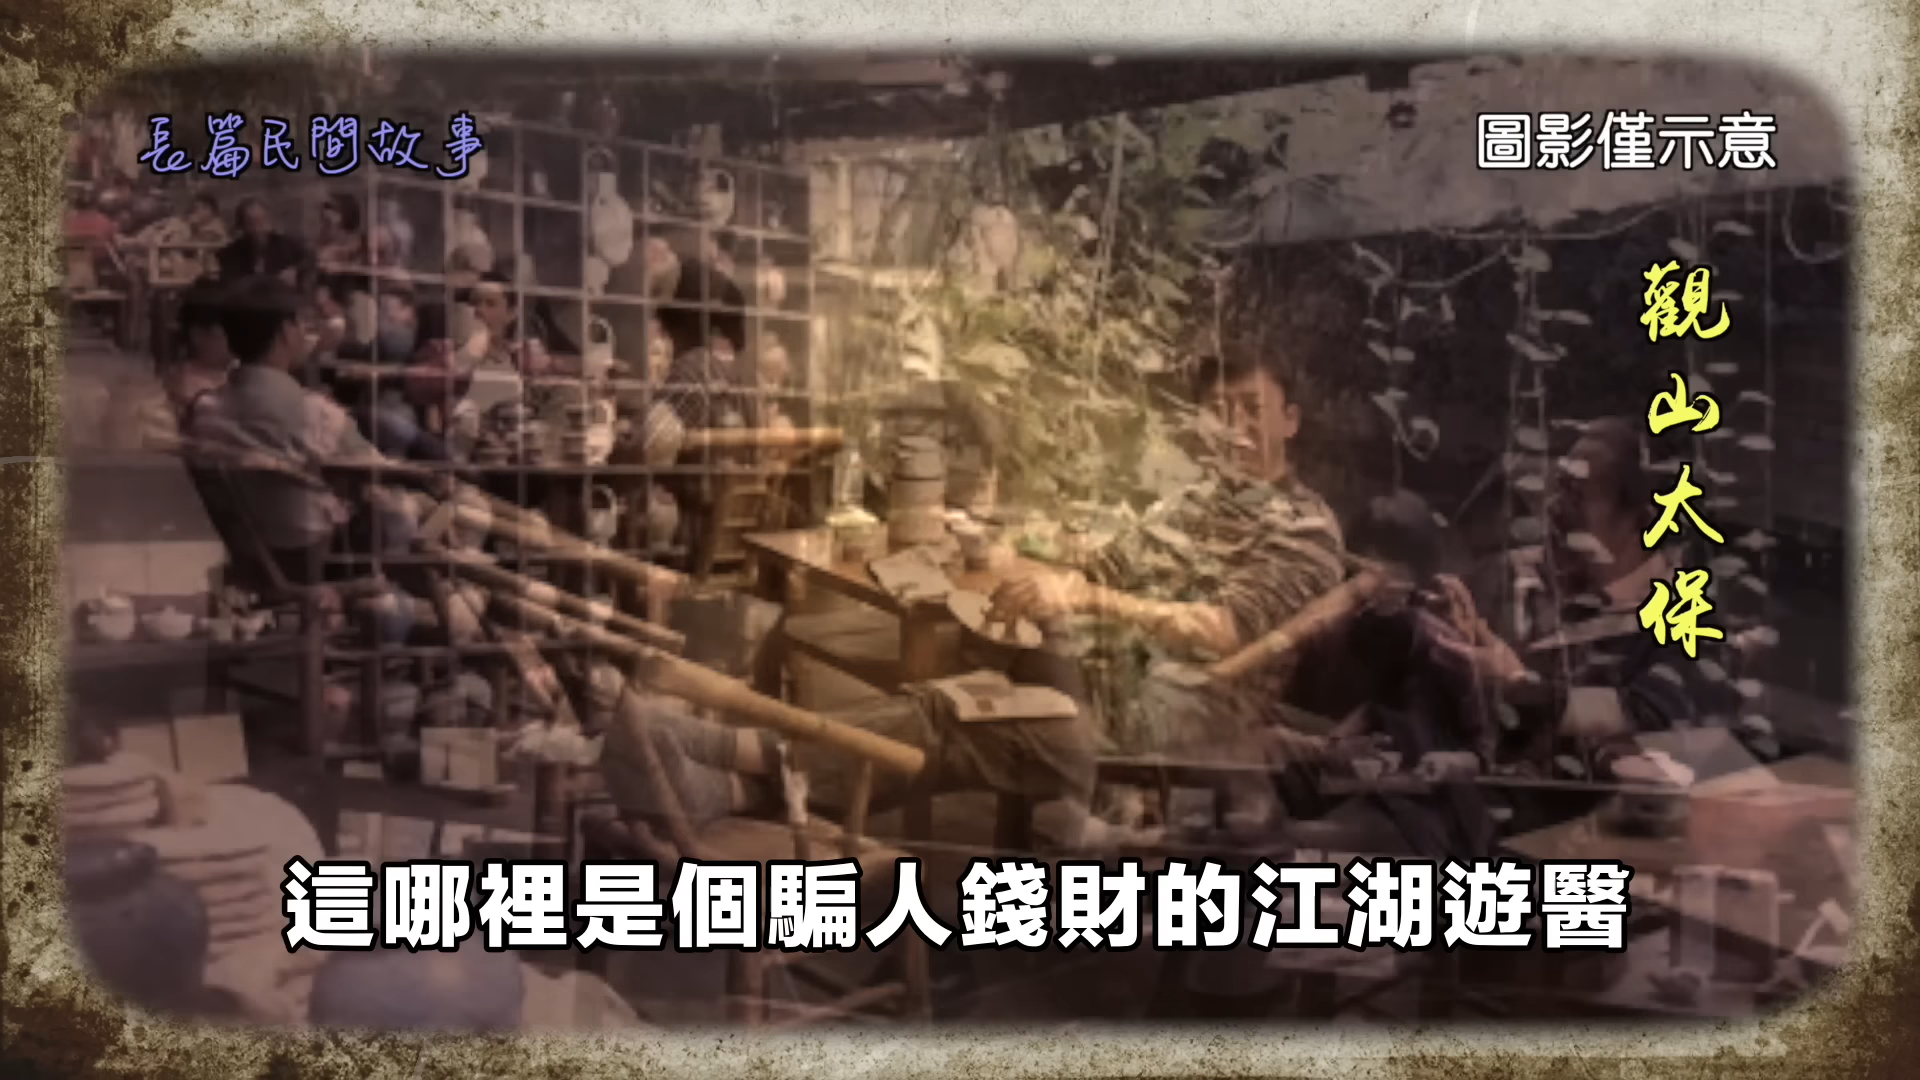 長篇民間故事
圖影僅示意
觀山太保
這哪裡是個騙人錢財的江湖遊醫